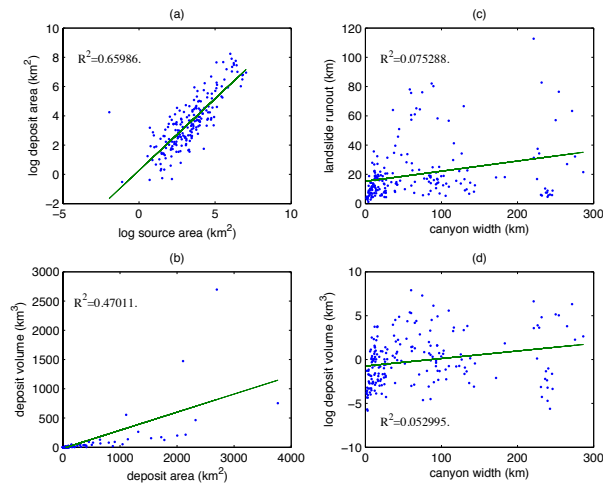 (a)
R²=0.65986.
log deposit area (km²)
10
8
6
4
2
0
−2
−5
0
5
10
log source area (km²)
(c)
R²=0.075288.
landslide runout (km)
120
100
80
60
40
20
0
0
100
200
300
canyon width (km)
(b)
R²=0.47011.
deposit volume (km³)
3000
2500
2000
1500
1000
500
0
0
1000
2000
3000
4000
deposit area (km²)
(d)
log deposit volume (km³)
10
5
0
−5
−10
R²=0.052995.
0
100
200
300
canyon width (km)